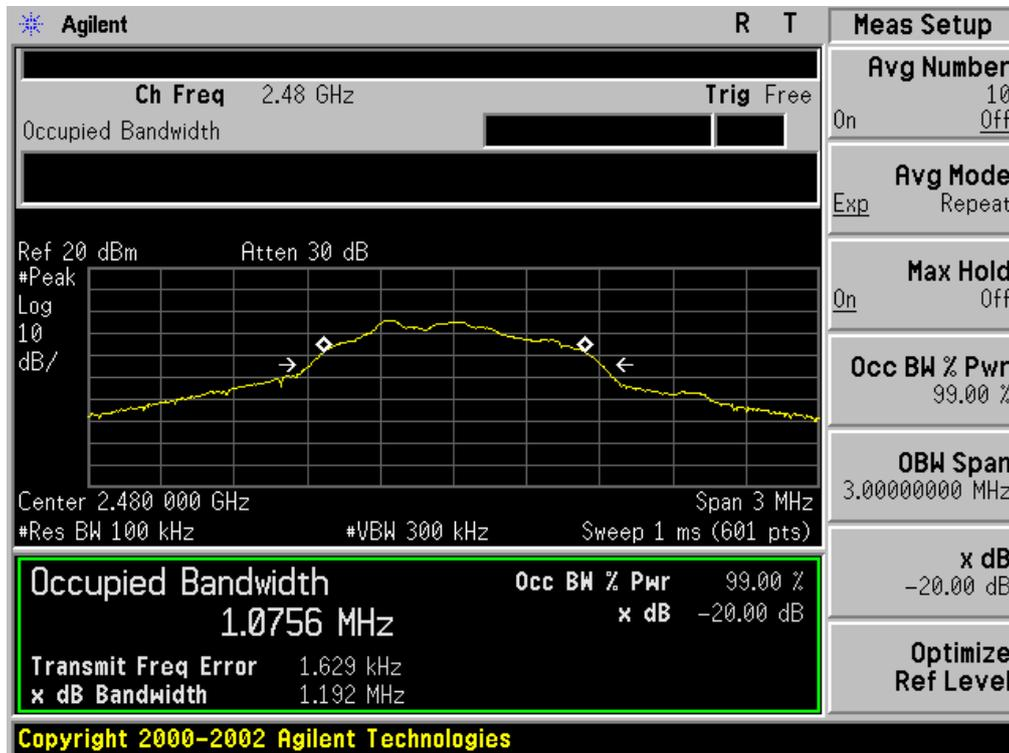 Agilent R T
Meas Setup
Ch Freq 2.48 GHz Trig Free
Occupied Bandwidth
Ref 20 dBm Atten 30 dB
#Peak
Log
10
dB/
Center 2.480 000 GHz Span 3 MHz
#Res BW 100 kHz #VBW 300 kHz Sweep 1 ms (601 pts)
Occupied Bandwidth
1.0756 MHz
Occ BW % Pwr 99.00 %
x dB -20.00 dB
Transmit Freq Error 1.629 kHz
x dB Bandwidth 1.192 MHz
Avg Number
10
On Off
Avg Mode
Exp Repeat
Max Hold
On Off
Occ BW % Pwr
99.00 %
OBW Span
3.00000000 MHz
x dB
-20.00 dB
Optimize
Ref Level
Copyright 2000-2002 Agilent Technologies